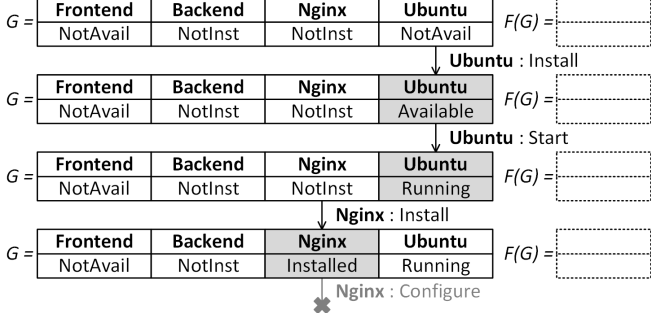 Frontend Backend Nginx Ubuntu
G = NotAvail NotInst NotInst NotAvail F(G) =
Ubuntu : Install
Frontend Backend Nginx Ubuntu
G = NotAvail NotInst NotInst Available F(G) =
Ubuntu : Start
Frontend Backend Nginx Ubuntu
G = NotAvail NotInst NotInst Running F(G) =
Nginx : Install
Frontend Backend Nginx Ubuntu
G = NotAvail NotInst Installed Running F(G) =
Nginx : Configure